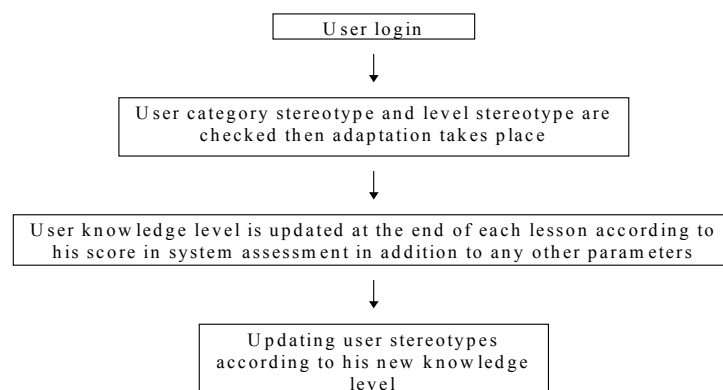 User login
User category stereotype and level stereotype are
checked then adaptation takes place
User knowledge level is updated at the end of each lesson according to
his score in system assessment in addition to any other parameters
Updating user stereotypes
according to his new knowledge
level